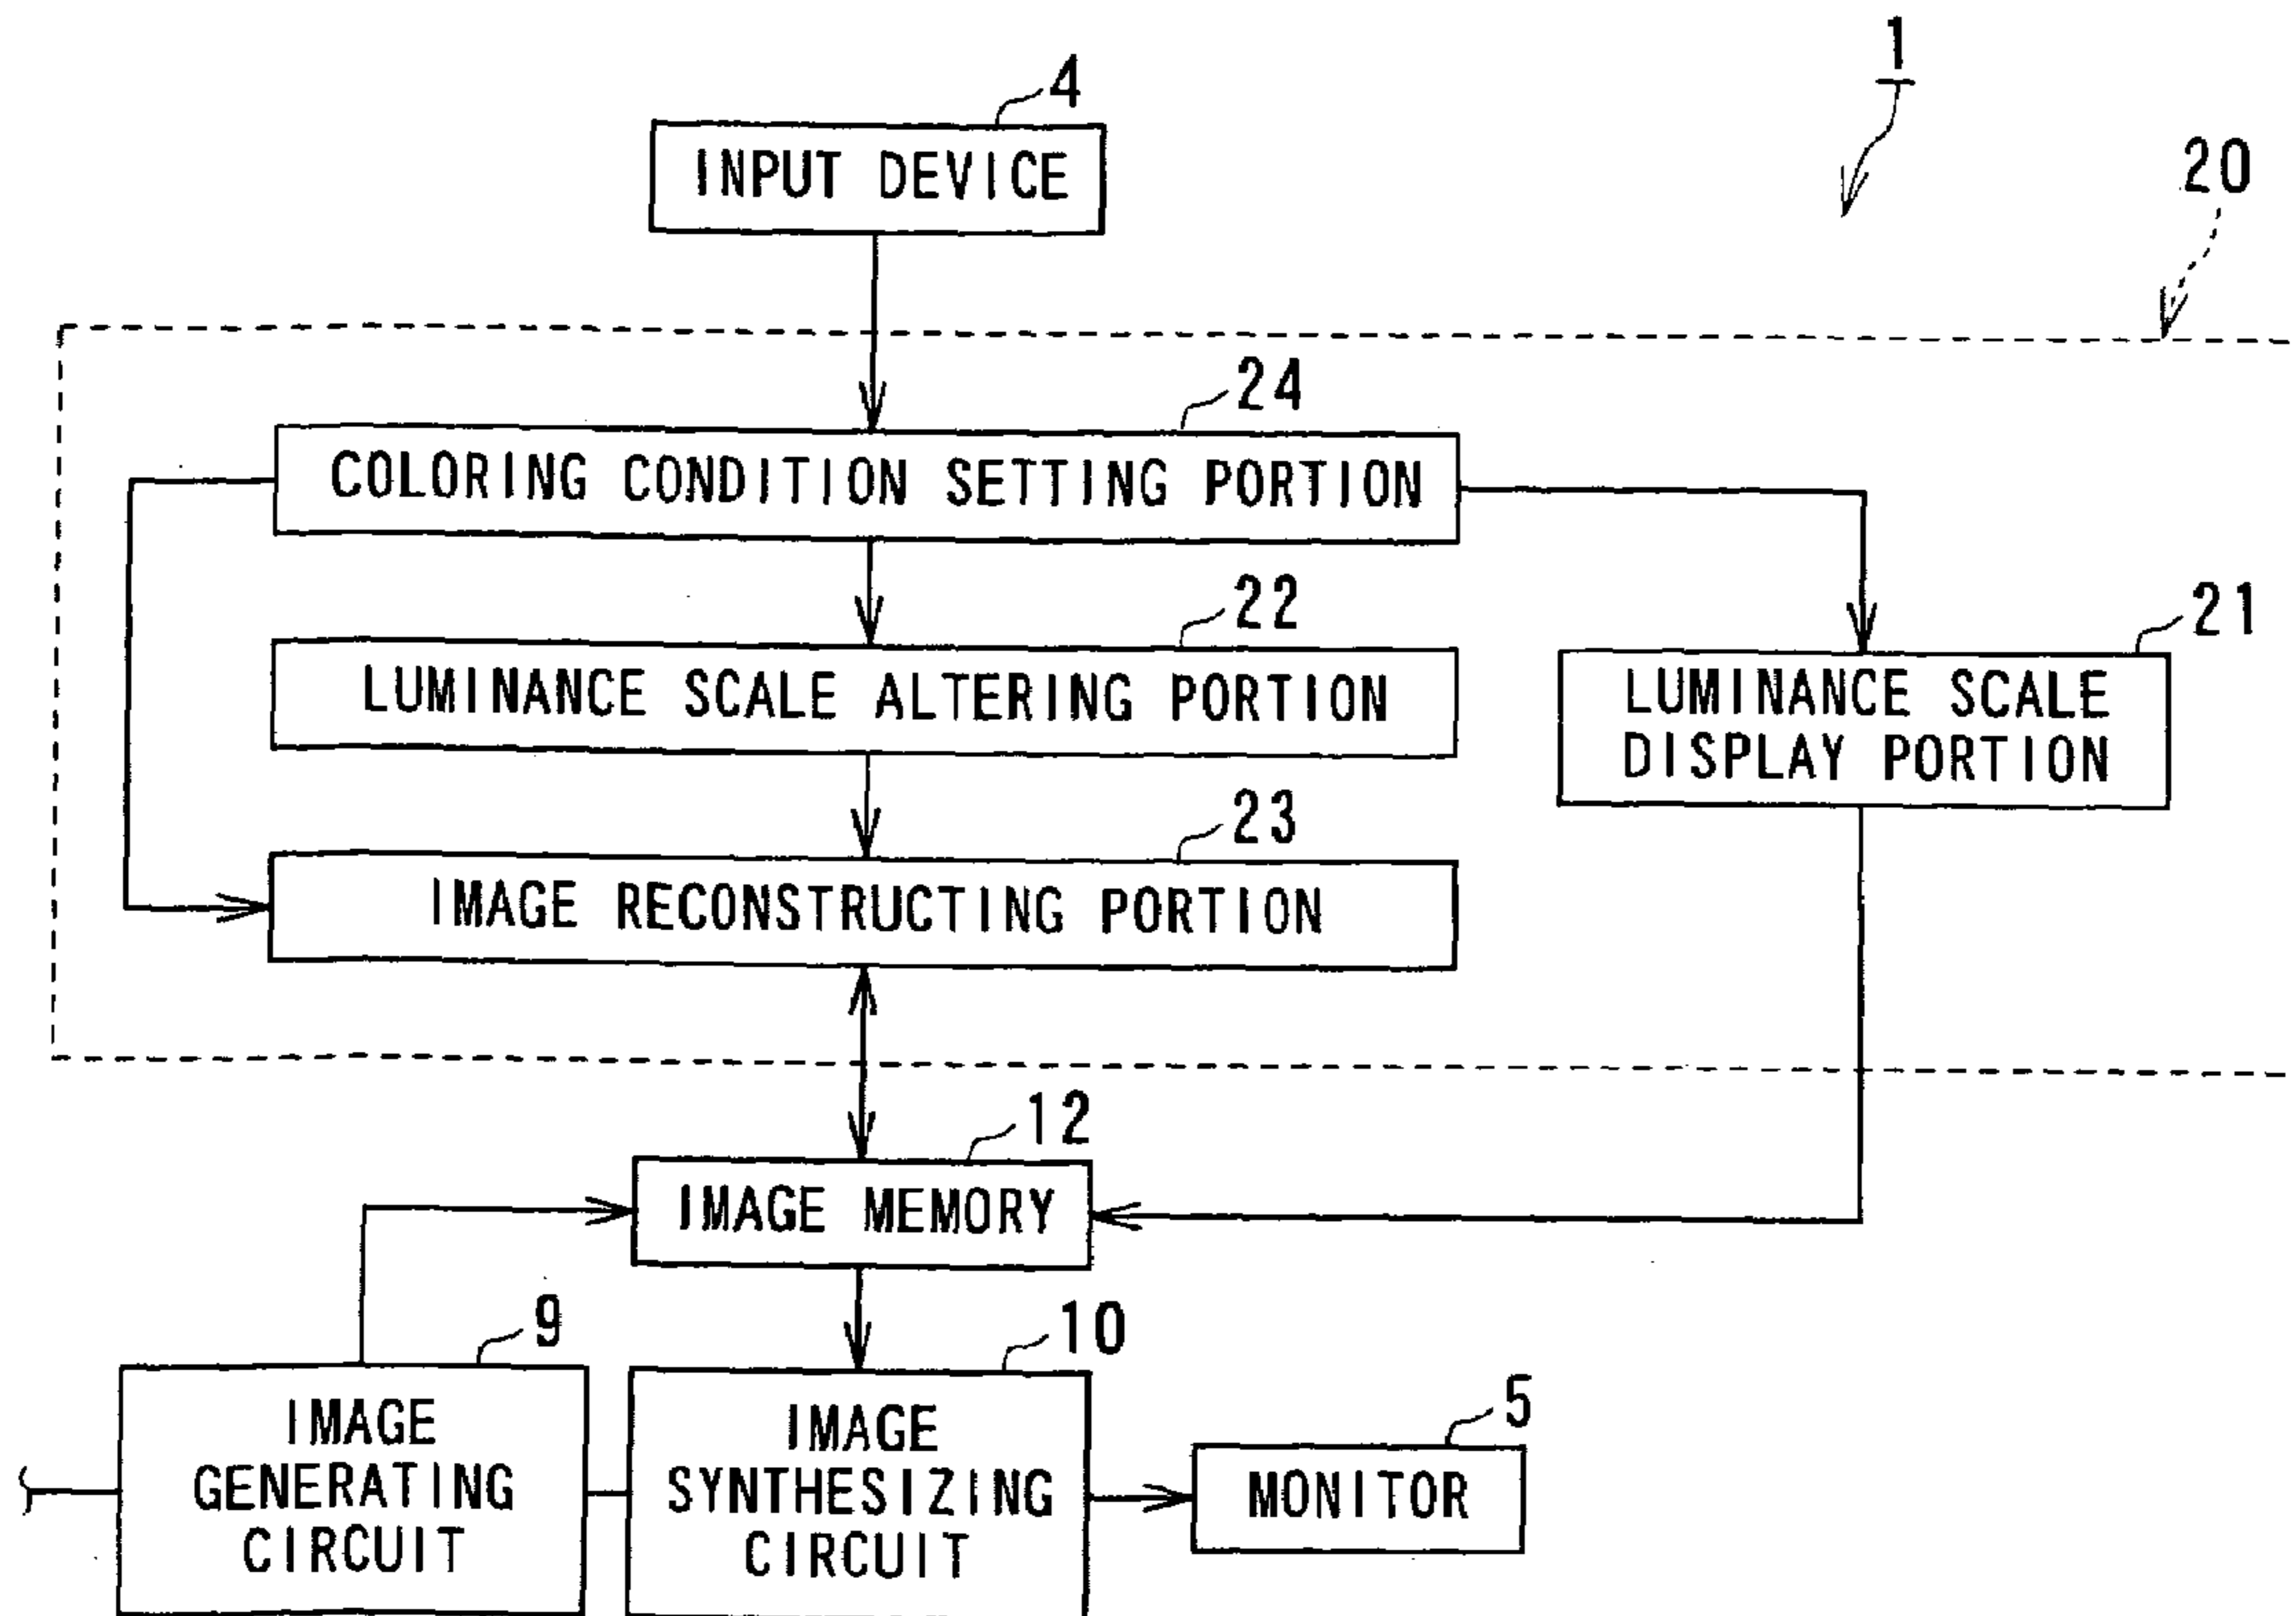 1
4
INPUT DEVICE
20
24
COLORING CONDITION SETTING PORTION
22
LUMINANCE SCALE ALTERING PORTION
21
LUMINANCE SCALE
DISPLAY PORTION
23
IMAGE RECONSTRUCTING PORTION
12
IMAGE MEMORY
9
IMAGE
GENERATING
CIRCUIT
10
IMAGE
SYNTHESIZING
CIRCUIT
5
MONITOR